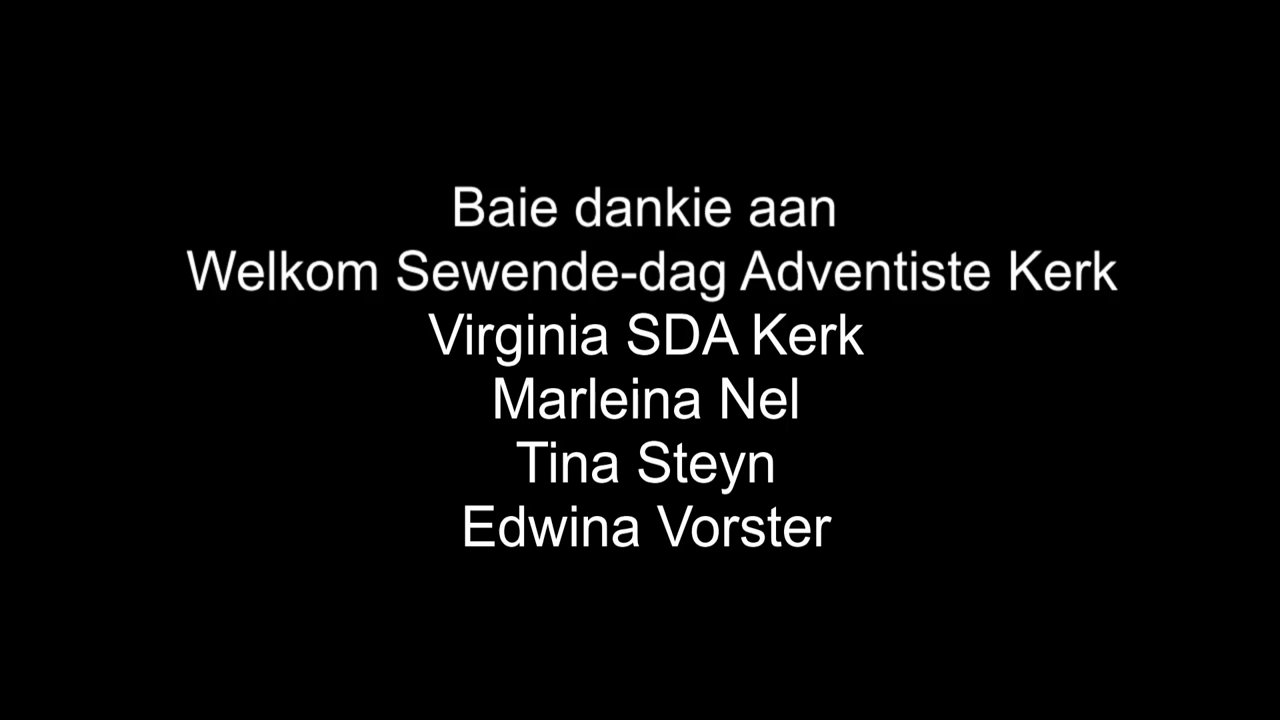 Baie dankie aan
Welkom Sewende-dag Adventiste Kerk
Virginia SDA Kerk
Marleina Nel
Tina Steyn
Edwina Vorster